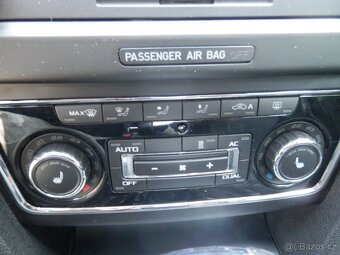 PASSENGER AIR BAG OFF
MAX
A
AUTO
AC
OFF
DUAL
bazos.cz